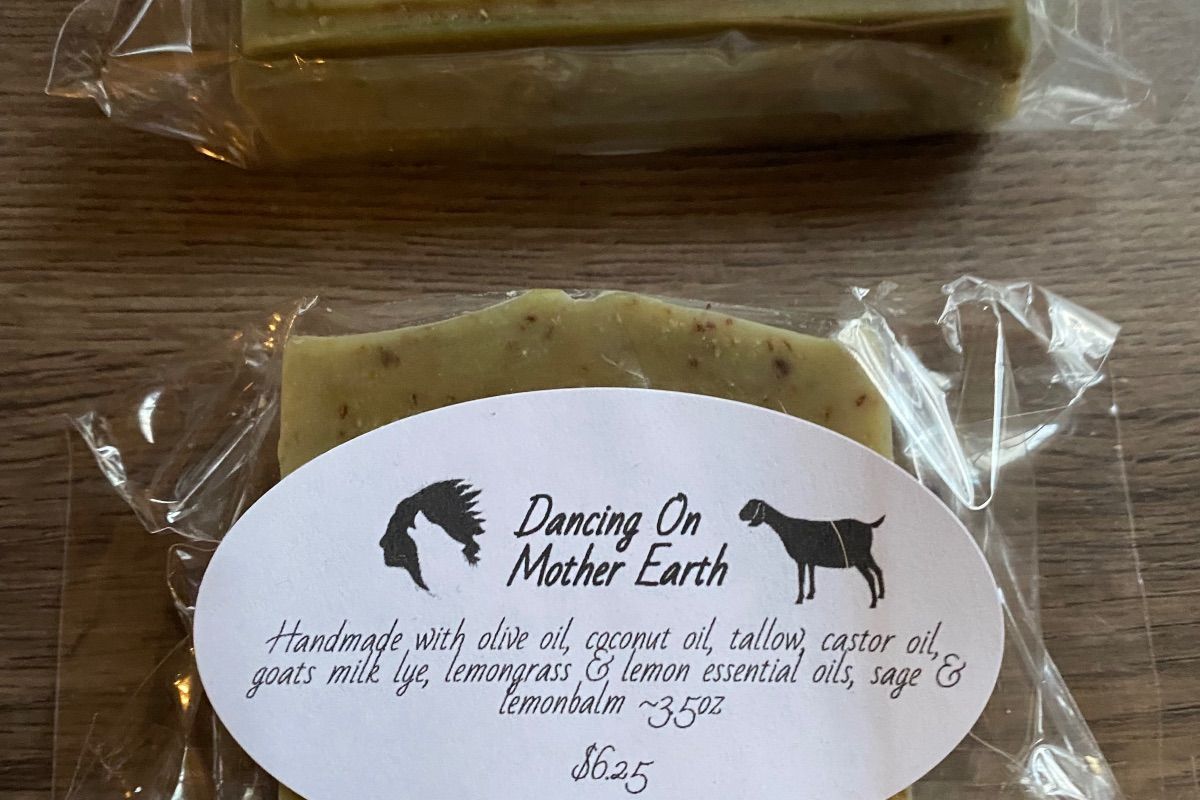 Dancing On
Mother Earth
Handmade with olive oil, coconut oil, tallow, castor oil,
goats milk lye, lemongrass & lemon essential oils, sage &
lemonbalm ~3.5oz
$6.25